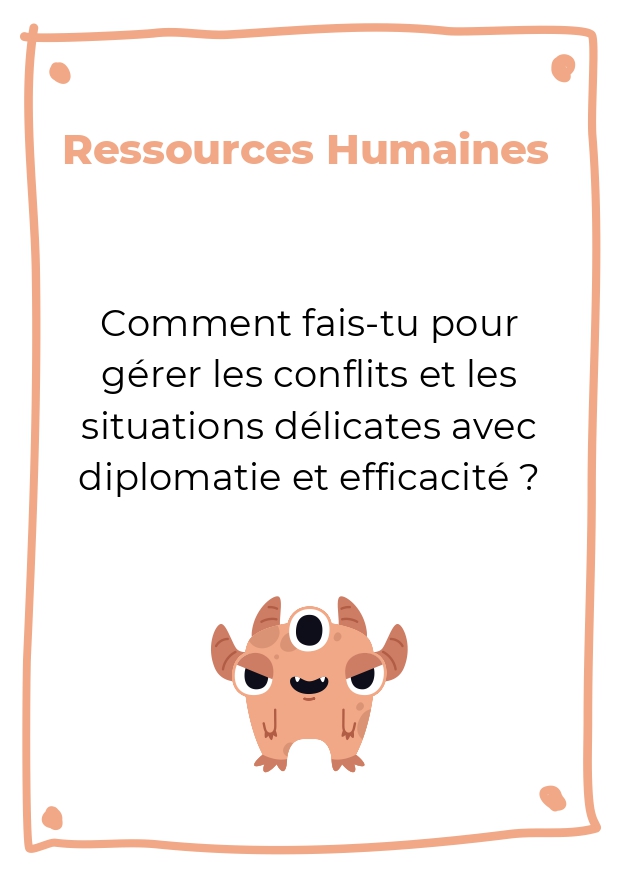 Ressources Humaines
Comment fais-tu pour
gérer les conflits et les
situations délicates avec
diplomatie et efficacité ?